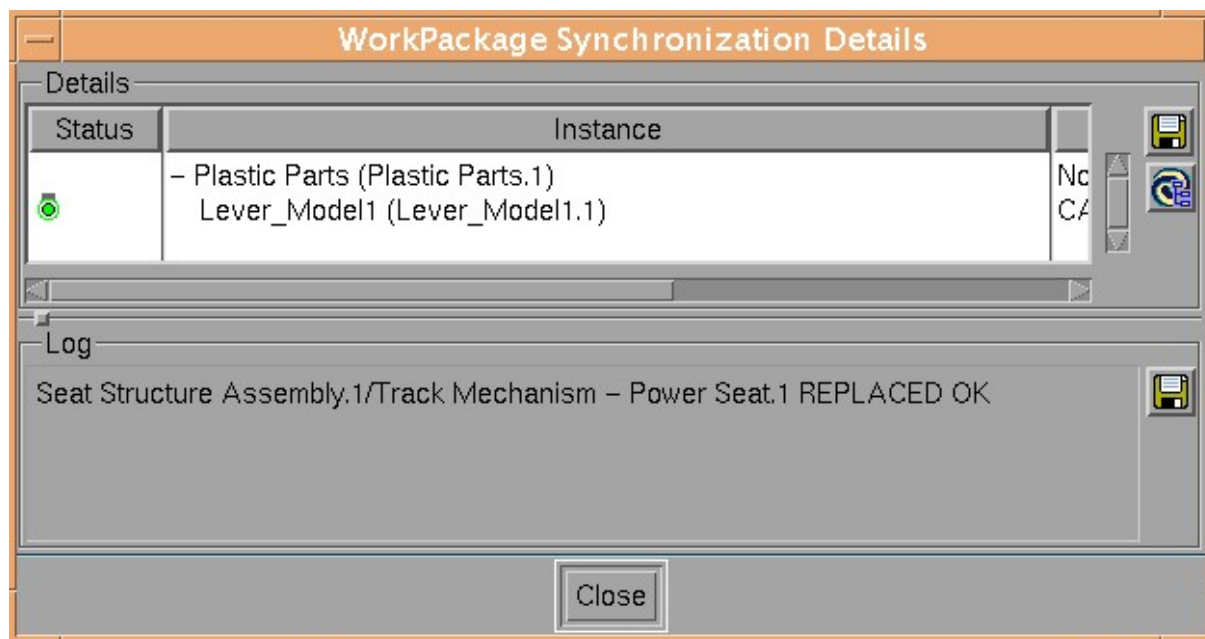 WorkPackage Synchronization Details
Details
Status Instance
– Plastic Parts (Plastic Parts.1)
Lever_Model1 (Lever_Model1.1)
Log
Seat Structure Assembly.1/Track Mechanism – Power Seat.1 REPLACED OK
Close